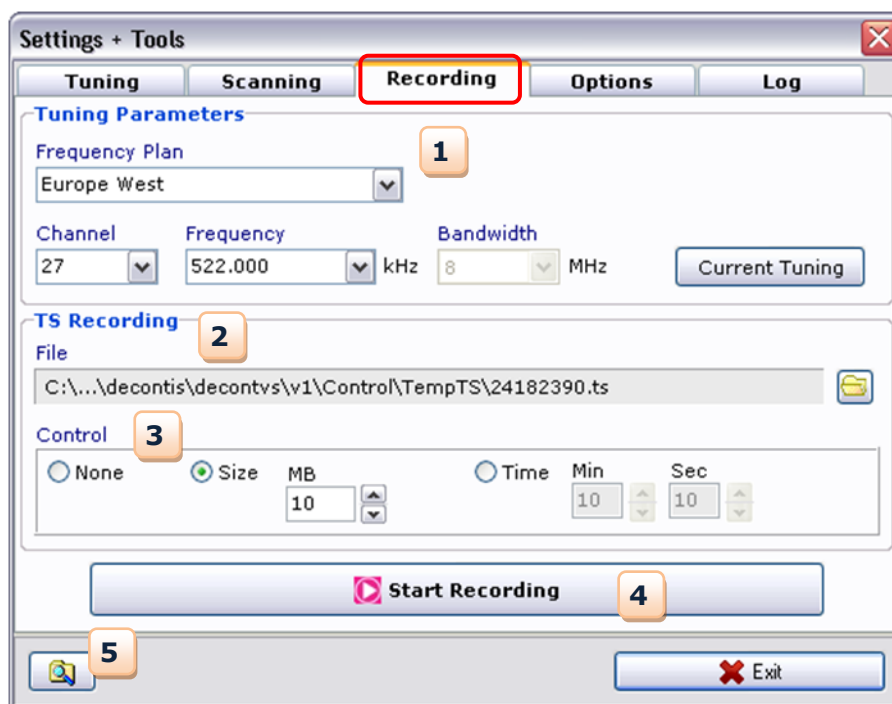 Settings + Tools
Tuning Scanning Recording Options Log
Tuning Parameters
1
Frequency Plan
Europe West
Channel Frequency Bandwidth
27 522.000 kHz 8 MHz Current Tuning
TS Recording
2
File
C:\...\decontis\decontvs\v1\Control\TempTS\24182390.ts
Control
3
None Size MB Time Min Sec
10 10 10
Start Recording 4
5
Exit